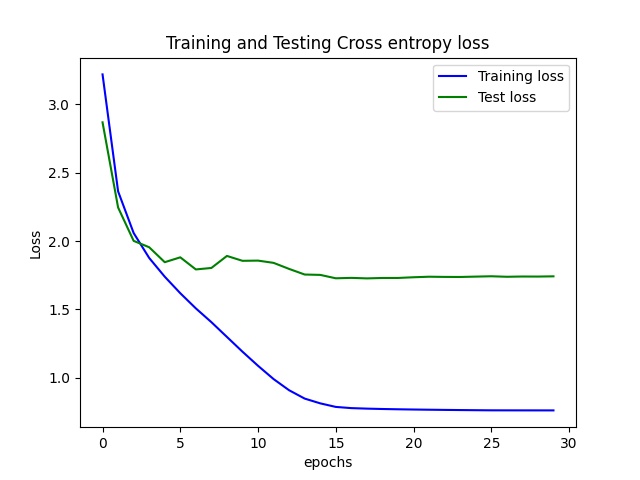 Training and Testing Cross entropy loss
Training loss
Test loss
3.0
2.5
2.0
1.5
1.0
Loss
0 5 10 15 20 25 30
epochs